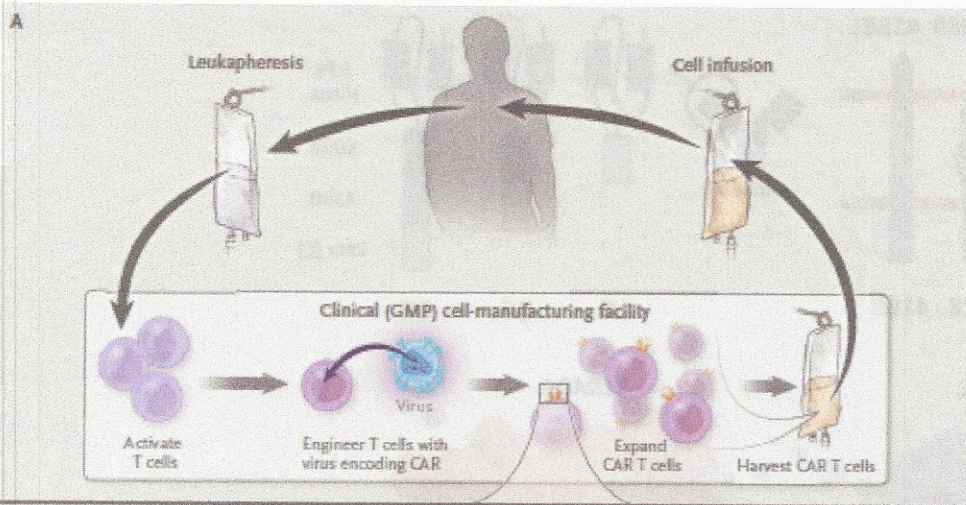 A
Leukapheresis
Cell infusion
Clinical (GMP) cell-manufacturing facility
Virus
Activate
T cells
Engineer T cells with
virus encoding CAR
Expand
CAR T cells
Harvest CAR T cells